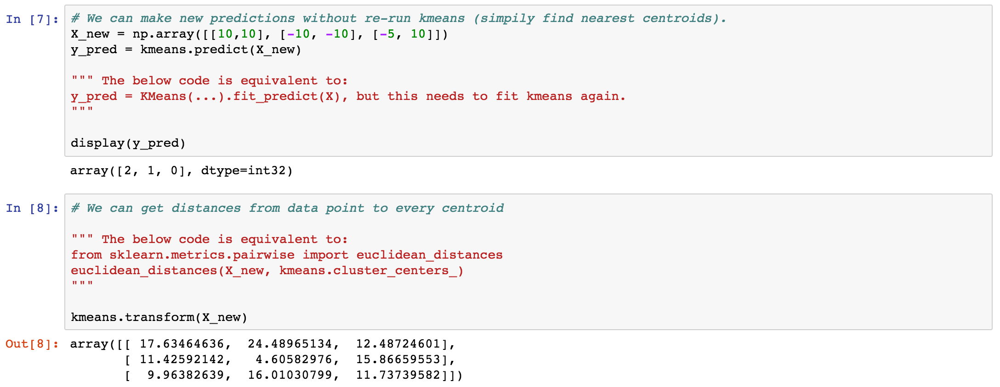 In [7]: # We can make new predictions without re-run kmeans (simpily find nearest centroids).
X_new = np.array([[10,10], [-10, -10], [-5, 10]])
y_pred = kmeans.predict(X_new)
""" The below code is equivalent to:
y_pred = KMeans(...).fit_predict(X), but this needs to fit kmeans again.
"""
display(y_pred)
array([2, 1, 0], dtype=int32)
In [8]: # We can get distances from data point to every centroid
""" The below code is equivalent to:
from sklearn.metrics.pairwise import euclidean_distances
euclidean_distances(X_new, kmeans.cluster_centers_)
"""
kmeans.transform(X_new)
Out[8]: array([[ 17.63464636,  24.48965134,  12.48724601],
       [ 11.42592142,   4.60582976,  15.86659553],
       [  9.96382639,  16.01030799,  11.73739582]])